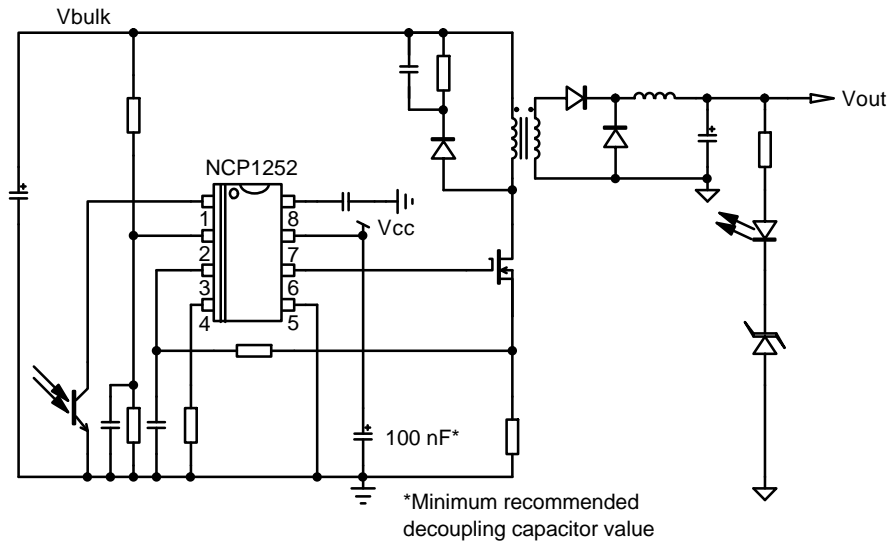 Vbulk
Vout
NCP1252
1
8
Vcc
2
7
3
6
4
5
100 nF*
*Minimum recommended
decoupling capacitor value